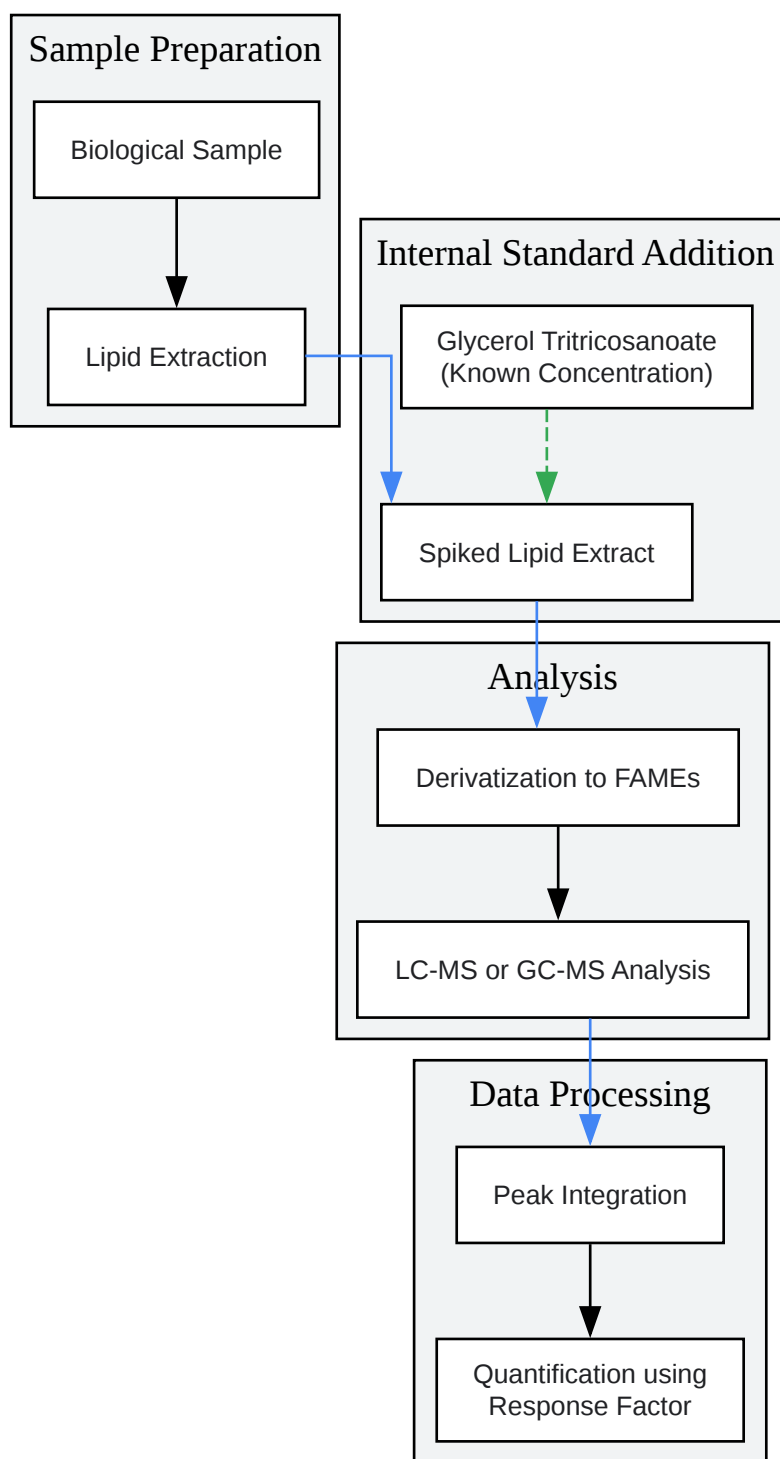 Sample Preparation
Biological Sample
Lipid Extraction
Internal Standard Addition
Glycerol Tritricosanoate
(Known Concentration)
Spiked Lipid Extract
Analysis
Derivatization to FAMEs
LC-MS or GC-MS Analysis
Data Processing
Peak Integration
Quantification using
Response Factor